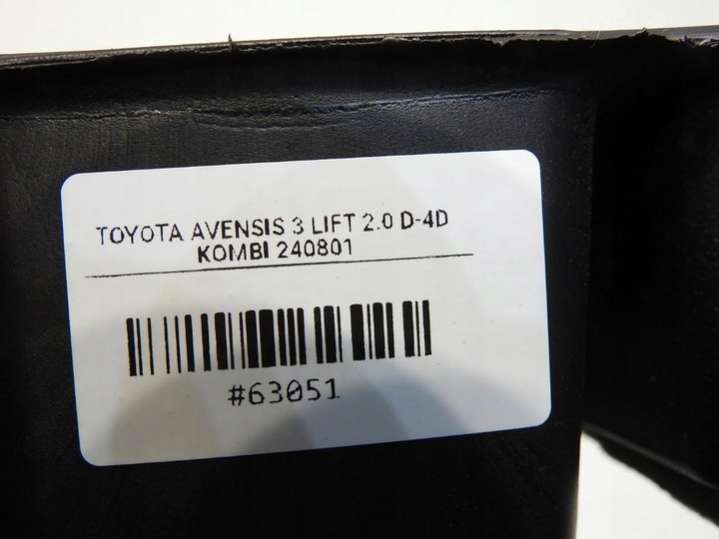 TOYOTA AVENSIS 3 LIFT 2.0 D-4D
KOMBI 240801
#63051